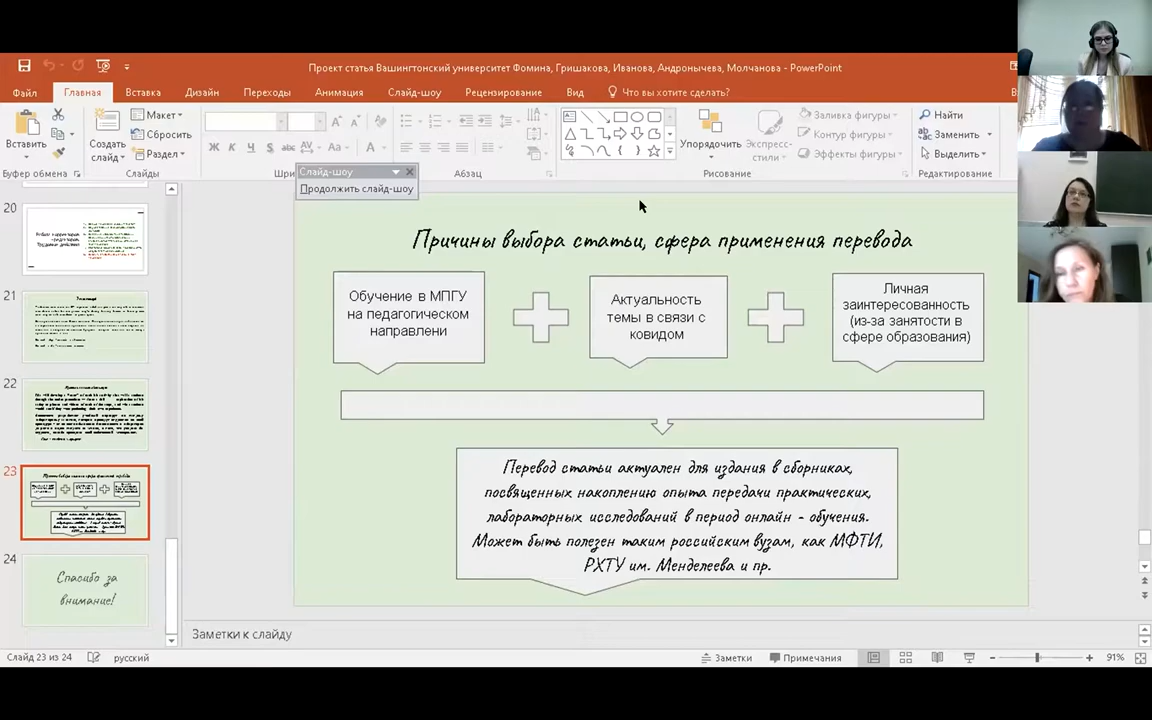 Проект статья Вашингтонский университет Фомина, Гришакова, Иванова, Андронычева, Молчанова - PowerPoint
Файл
Главная
Вставка
Дизайн
Переходы
Анимация
Слайд-шоу
Рецензирование
Вид
Что вы хотите сделать?
Вставить
Буфер обмена
Создать
слайд
Макет
Сбросить
Раздел
Слайды
Ж К Ч S abc AV Aa А
Абзац
Упорядочить
Экспресс-
стили
Заливка фигуры
Контур фигуры
Эффекты фигуры
Рисование
Найти
Заменить
Выделить
Редактирование
Слайд-шоу
Продолжить слайд-шоу
20
21
22
23
24
Спасибо за
внимание!
Причины выбора статьи, сфера применения перевода
Обучение в МПГУ
на педагогическом
направлени
Актуальность
темы в связи с
ковидом
Личная
заинтересованность
(из-за занятости в
сфере образования)
Перевод статьи актуален для издания в сборниках,
посвященных накоплению опыта передачи практических,
лабораторных исследований в период онлайн - обучения.
Может быть полезен таким российским вузам, как МФТИ,
РХТУ им. Менделеева и пр.
Заметки к слайду
Слайд 23 из 24
русский
Заметки
Примечания
91%